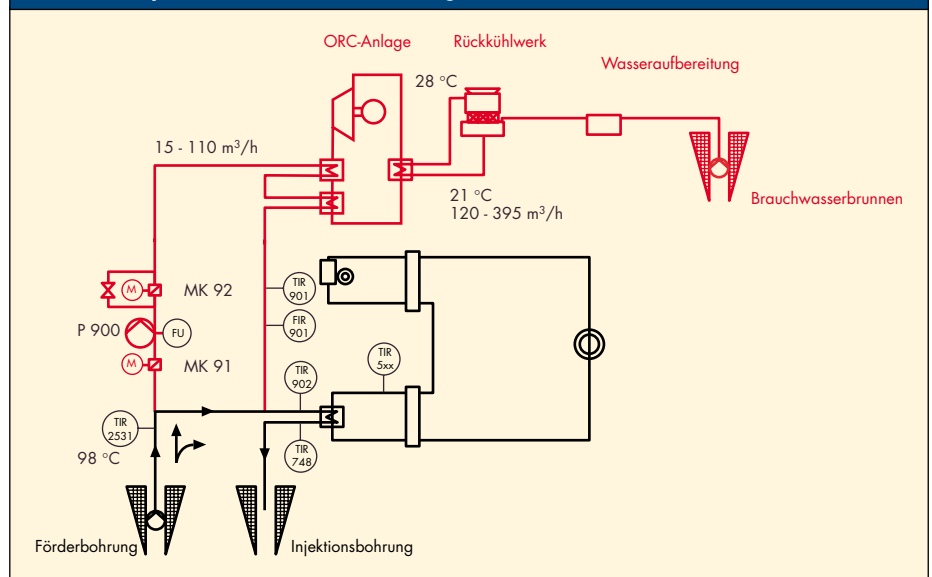 ORC-Anlage
Rückkühlwerk
Wasseraufbereitung
28 °C
15 - 110 m³/h
21 °C
120 - 395 m³/h
Brauchwasserbrunnen
TIR
901
M
MK 92
P 900
FU
FIR
901
M
MK 91
TIR
5xx
TIR
902
TIR
2531
98 °C
TIR
748
Förderbohrung
Injektionsbohrung